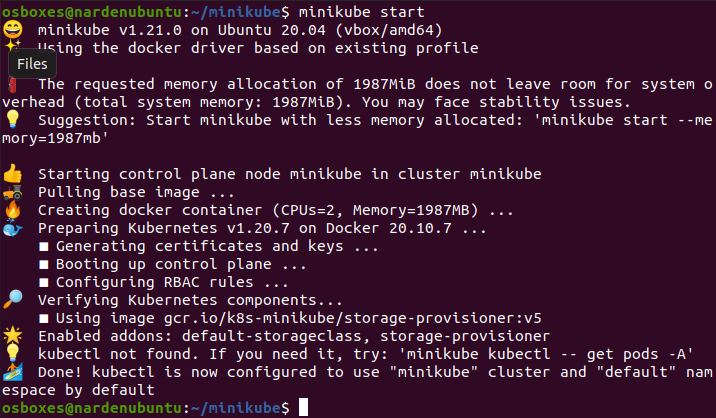 osboxes@nardenubuntu:~/minikube$ minikube start
😄 minikube v1.21.0 on Ubuntu 20.04 (vbox/amd64)
✨ Using the docker driver based on existing profile
Files
❗ The requested memory allocation of 1987MiB does not leave room for system o
verhead (total system memory: 1987MiB). You may face stability issues.
💡 Suggestion: Start minikube with less memory allocated: 'minikube start --me
mory=1987mb'
👍 Starting control plane node minikube in cluster minikube
🚜 Pulling base image ...
🔥 Creating docker container (CPUs=2, Memory=1987MB) ...
🐳 Preparing Kubernetes v1.20.7 on Docker 20.10.7 ...
▪ Generating certificates and keys ...
▪ Booting up control plane ...
▪ Configuring RBAC rules ...
🔎 Verifying Kubernetes components...
▪ Using image gcr.io/k8s-minikube/storage-provisioner:v5
🌟 Enabled addons: default-storageclass, storage-provisioner
💡 kubectl not found. If you need it, try: 'minikube kubectl -- get pods -A'
🏄 Done! kubectl is now configured to use "minikube" cluster and "default" nam
espace by default
osboxes@nardenubuntu:~/minikube$